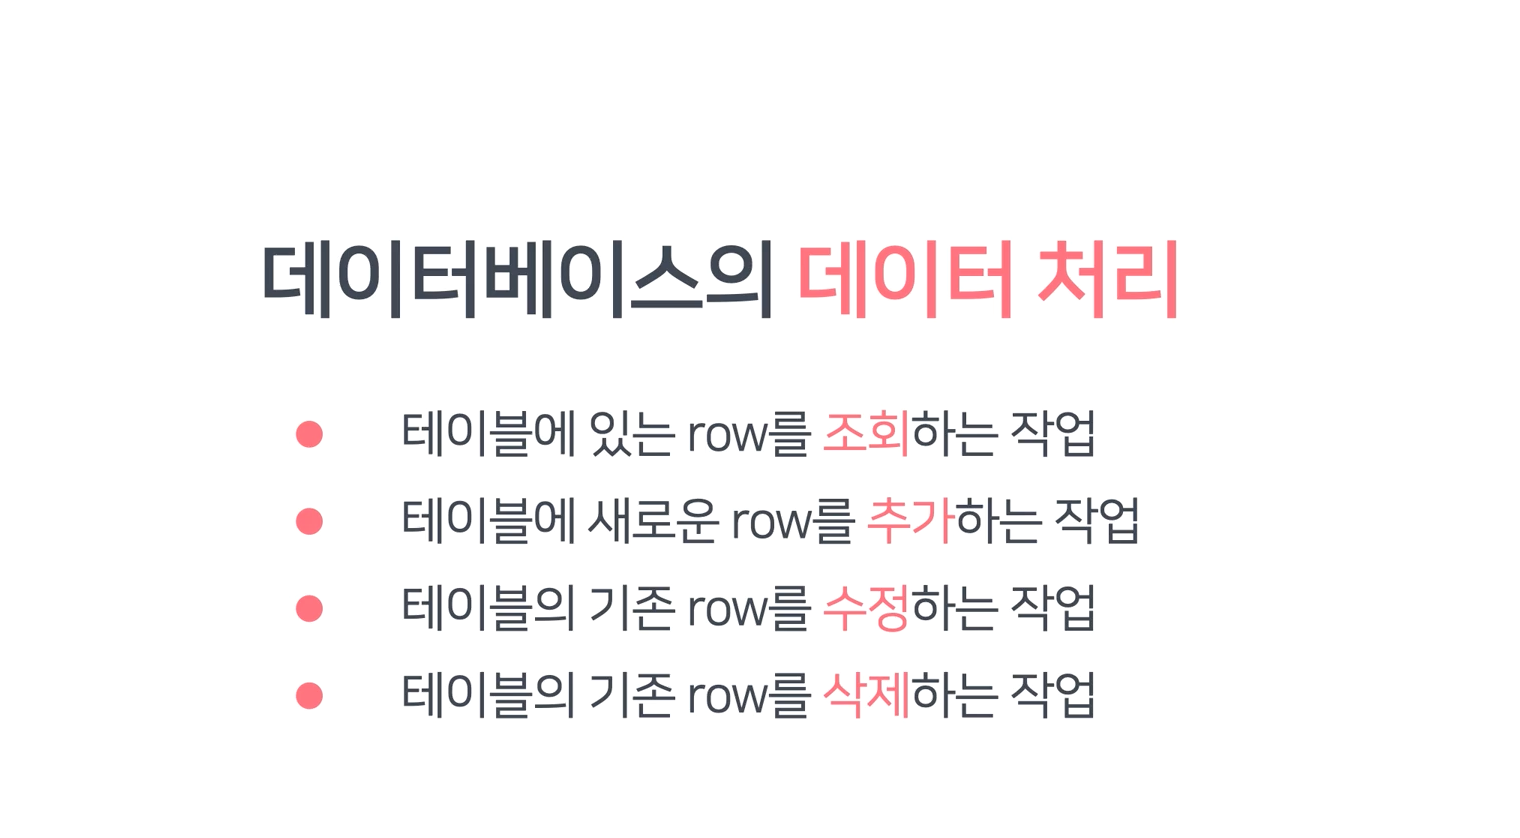 데이터베이스의 데이터 처리
테이블에 있는 row를 조회하는 작업
테이블에 새로운 row를 추가하는 작업
테이블의 기존 row를 수정하는 작업
테이블의 기존 row를 삭제하는 작업